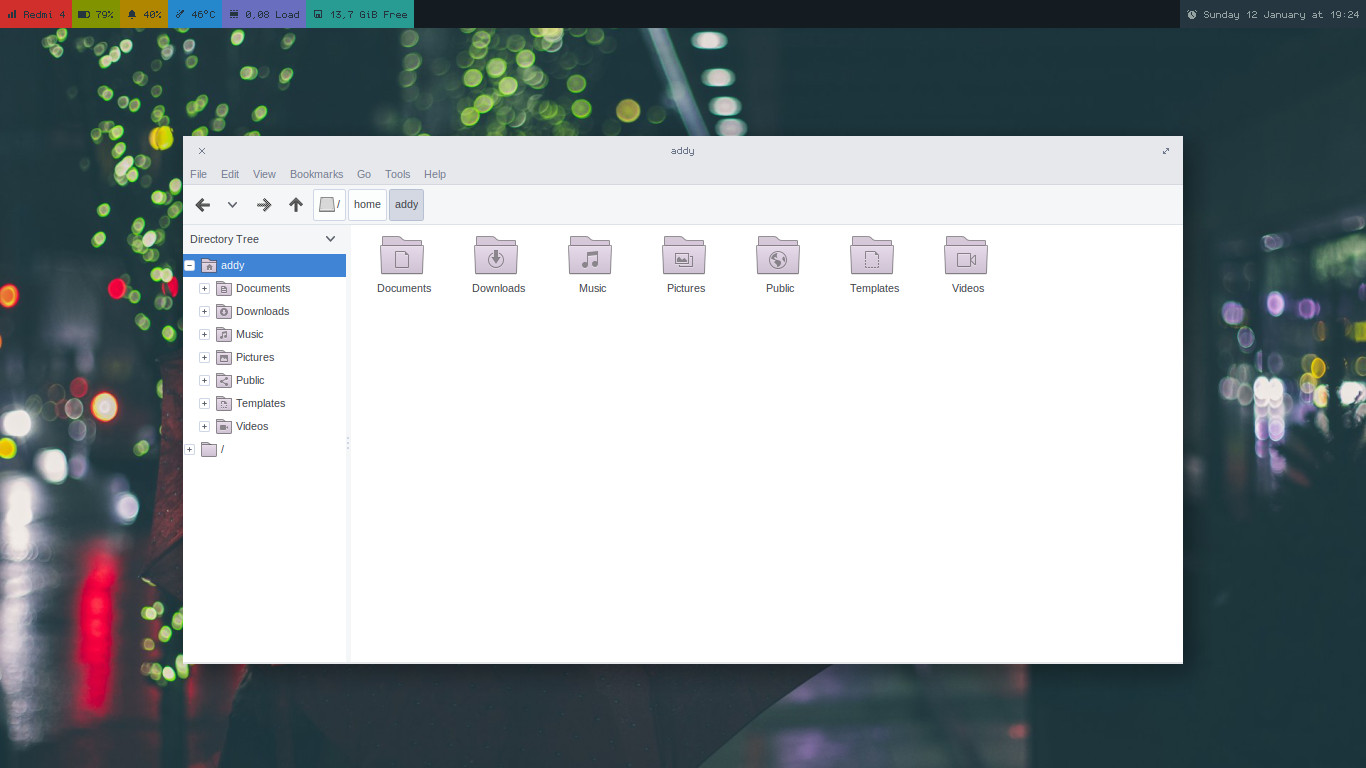 Redmi 4 79% 40% 46°C 0,08 Load 13,7 GiB Free Sunday 12 January at 19:24
addy
File Edit View Bookmarks Go Tools Help
/ home addy
Directory Tree
addy
Documents
Downloads
Music
Pictures
Public
Templates
Videos
/
Documents Downloads Music Pictures Public Templates Videos